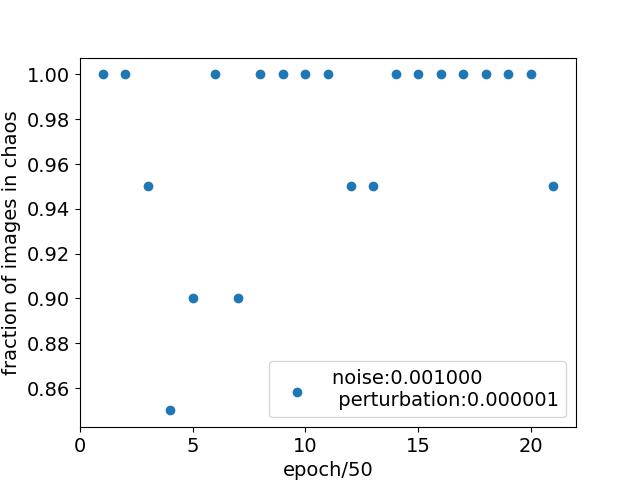 1.00
0.98
0.96
0.94
0.92
0.90
0.88
0.86
fraction of images in chaos
noise:0.001000
perturbation:0.000001
0 5 10 15 20
epoch/50